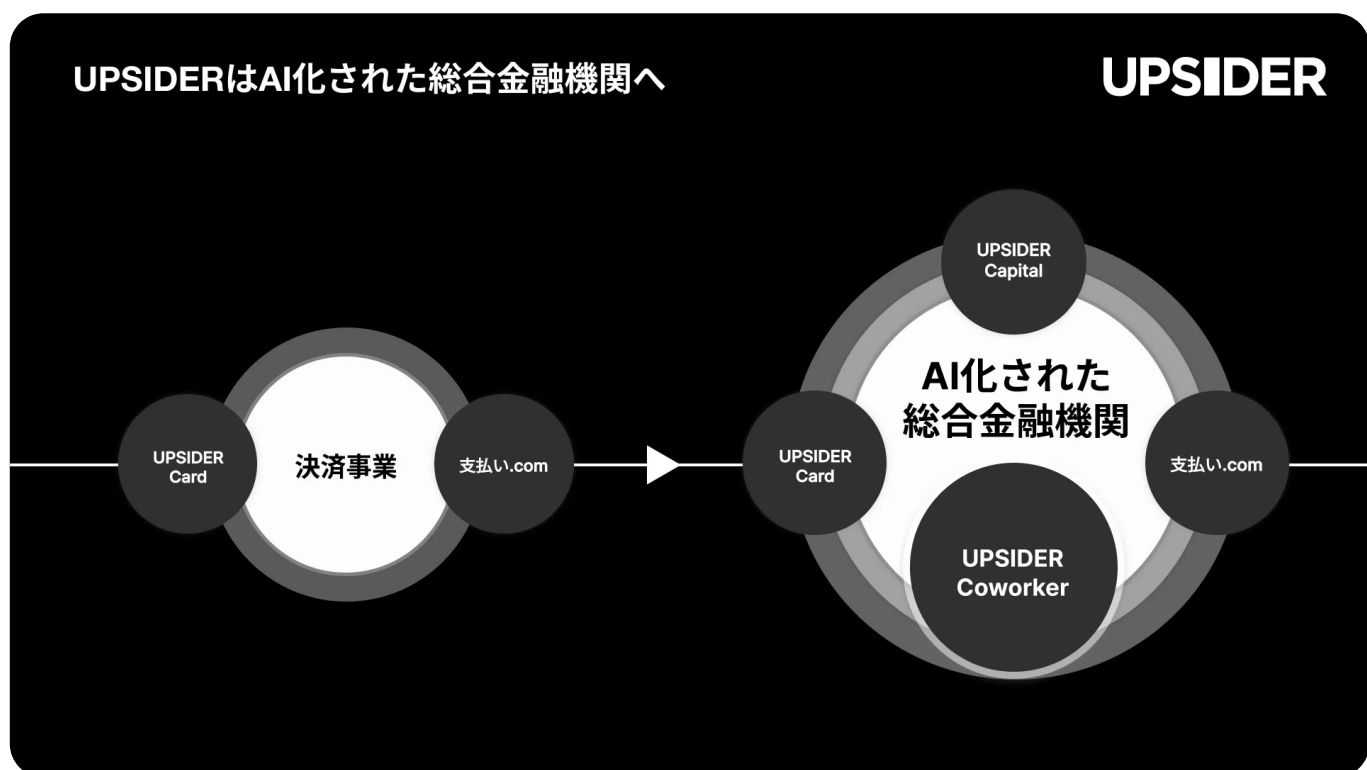 UPSIDERはAI化された総合金融機関へ
UPSIDER
UPSIDER
Card
決済事業
支払い.com
UPSIDER
Capital
AI化された
総合金融機関
UPSIDER
Card
支払い.com
UPSIDER
Coworker